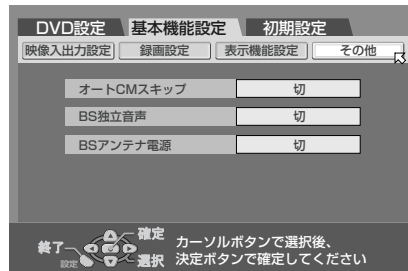 DVD設定 基本機能設定 初期設定
映像入出力設定 録画設定 表示機能設定 その他
オートCMスキップ 切
BS独立音声 切
BSアンテナ電源 切
終了 確定 カーソルボタンで選択後、
設定 選択 決定ボタンで確定してください